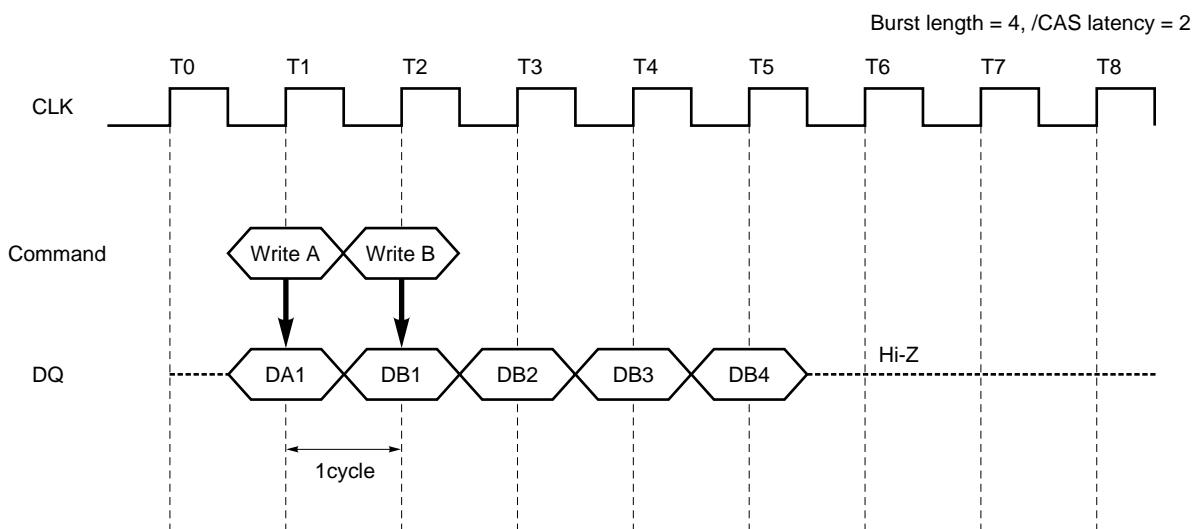 Burst length = 4, /CAS latency = 2
T0 T1 T2 T3 T4 T5 T6 T7 T8
CLK
Command Write A Write B
Hi-Z
DQ DA1 DB1 DB2 DB3 DB4
1cycle